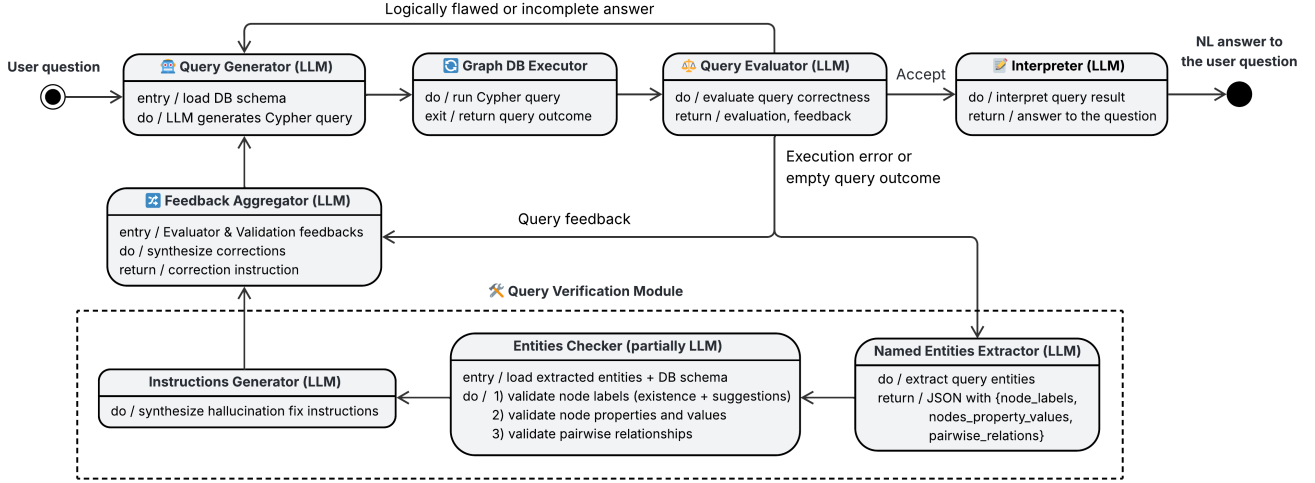 Logically flawed or incomplete answer
User question
Query Generator (LLM)
entry / load DB schema
do / LLM generates Cypher query
Graph DB Executor
do / run Cypher query
exit / return query outcome
Query Evaluator (LLM)
do / evaluate query correctness
return / evaluation, feedback
Accept
Interpreter (LLM)
do / interpret query result
return / answer to the question
NL answer to
the user question
Execution error or
empty query outcome
Feedback Aggregator (LLM)
entry / Evaluator & Validation feedbacks
do / synthesize corrections
return / correction instruction
Query feedback
Query Verification Module
Instructions Generator (LLM)
do / synthesize hallucination fix instructions
Entities Checker (partially LLM)
entry / load extracted entities + DB schema
do / 1) validate node labels (existence + suggestions)
2) validate node properties and values
3) validate pairwise relationships
Named Entities Extractor (LLM)
do / extract query entities
return / JSON with {node_labels,
nodes_property_values,
pairwise_relations}